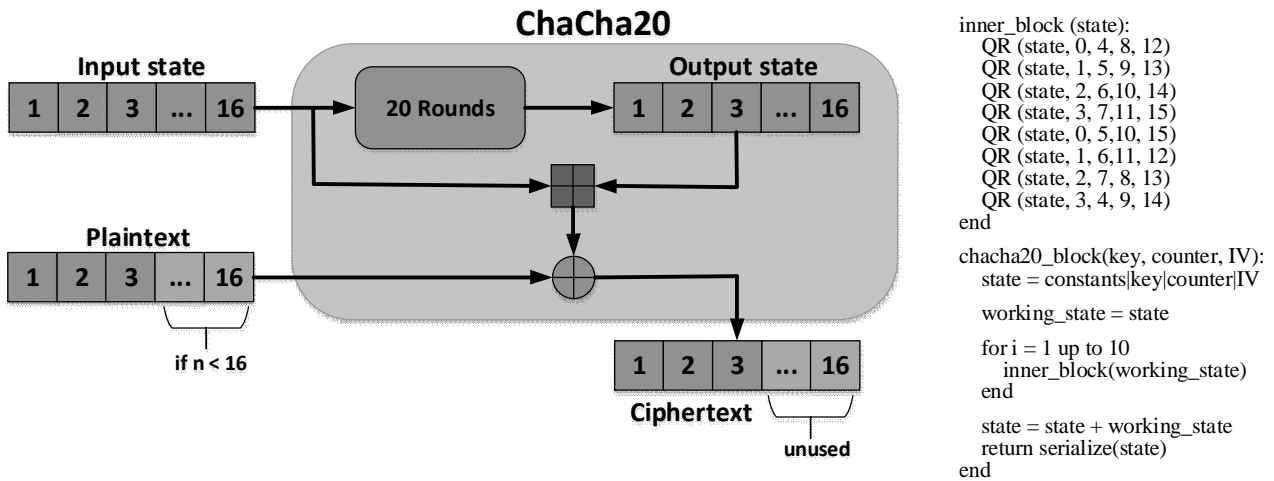 ChaCha20
Input state
1 2 3 ... 16
20 Rounds
Output state
1 2 3 ... 16
Plaintext
1 2 3 ... 16
if n < 16
1 2 3 ... 16
Ciphertext
unused
inner_block (state):
QR (state, 0, 4, 8, 12)
QR (state, 1, 5, 9, 13)
QR (state, 2, 6,10, 14)
QR (state, 3, 7,11, 15)
QR (state, 0, 5,10, 15)
QR (state, 1, 6,11, 12)
QR (state, 2, 7, 8, 13)
QR (state, 3, 4, 9, 14)
end
chacha20_block(key, counter, IV):
state = constants|key|counter|IV
working_state = state
for i = 1 up to 10
inner_block(working_state)
end
state = state + working_state
return serialize(state)
end